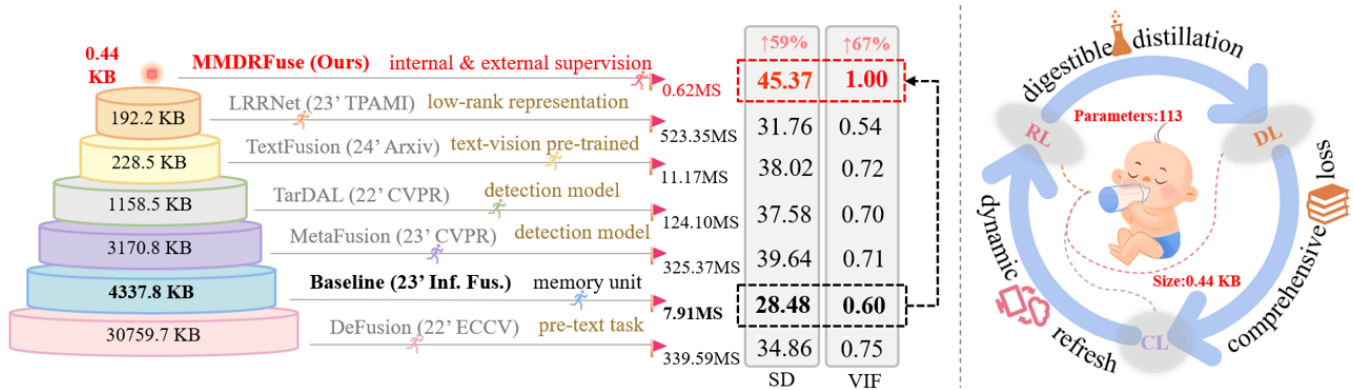 0.44
KB
MMDRFuse (Ours) internal & external supervision
0.62MS
192.2 KB
LRRNet (23' TPAMI) low-rank representation
523.35MS
228.5 KB
TextFusion (24' Arxiv) text-vision pre-trained
11.17MS
1158.5 KB
TarDAL (22' CVPR) detection model
124.10MS
3170.8 KB
MetaFusion (23' CVPR) detection model
325.37MS
4337.8 KB
Baseline (23' Inf. Fus.) memory unit
7.91MS
30759.7 KB
DeFusion (22' ECCV) pre-text task
339.59MS
↑59% ↑67%
45.37 1.00
31.76 0.54
38.02 0.72
37.58 0.70
39.64 0.71
28.48 0.60
34.86 0.75
SD VIF
digestible distillation
RL
Parameters:113
DL
comprehensive loss
Size:0.44 KB
CL
dynamic refresh